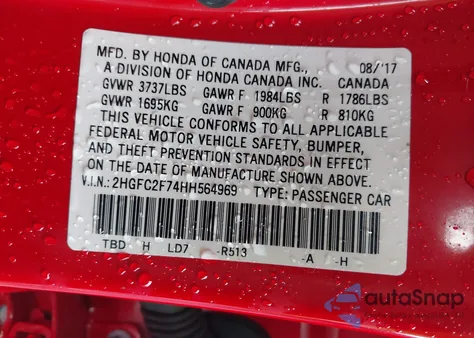 MFD. BY HONDA OF CANADA MFG., 08/'17
A DIVISION OF HONDA CANADA INC. CANADA
GVWR 3737LBS GAWR F 1984LBS R 1786LBS
GVWR 1695KG GAWR F 900KG R 810KG
THIS VEHICLE CONFORMS TO ALL APPLICABLE
FEDERAL MOTOR VEHICLE SAFETY, BUMPER,
AND THEFT PREVENTION STANDARDS IN EFFECT
ON THE DATE OF MANUFACTURE SHOWN ABOVE.
V.I.N.: 2HGFC2F74HH564969 TYPE: PASSENGER CAR
TBD H LD7 -R513 -A -H
autoSnap